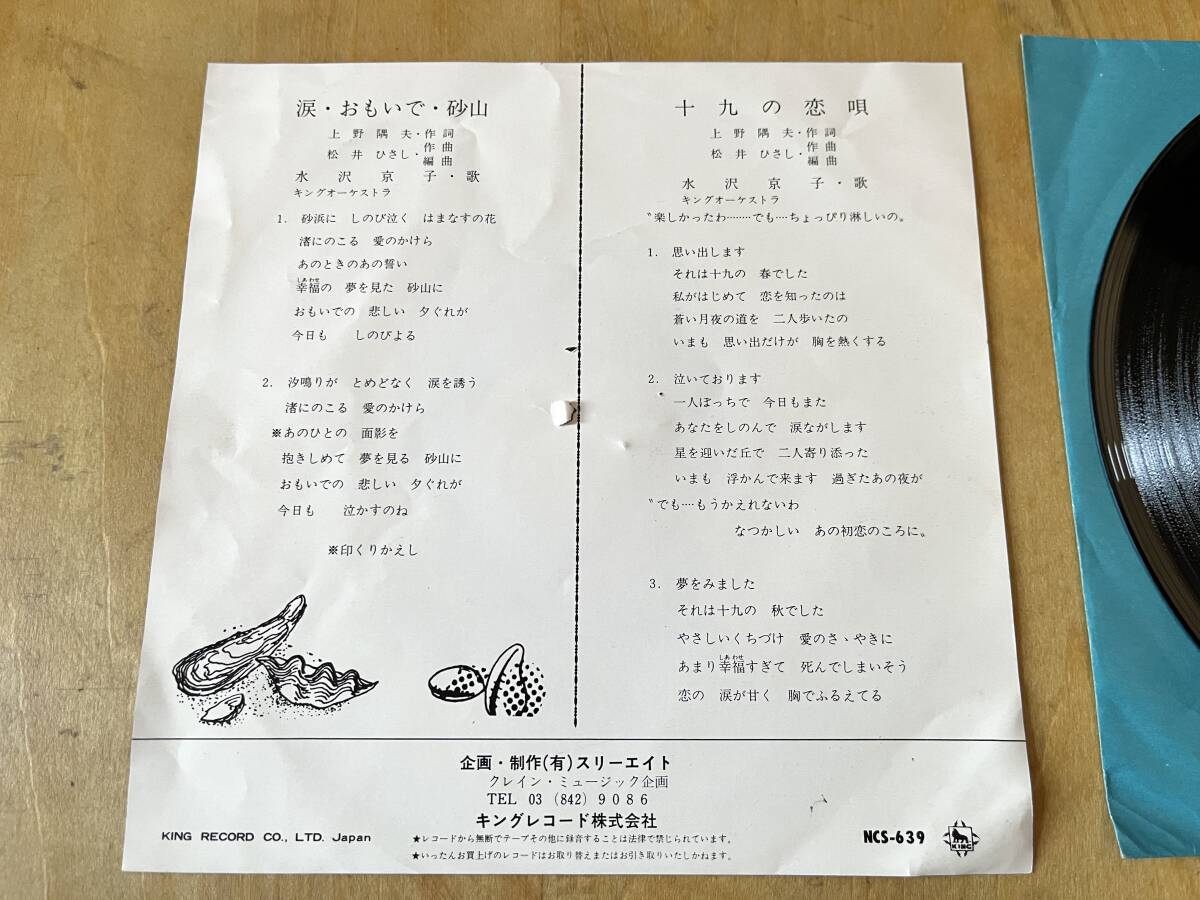 涙・おもいで・砂山
上野隅夫・作詞
松井ひさし・作曲
編曲
水沢京子・歌
キングオーケストラ
1. 砂浜に しのび泣く はまなすの花
渚にのこる 愛のかけら
あのときのあの誓い
しあわせ
幸福の 夢を見た 砂山に
おもいでの 悲しい 夕ぐれが
今日も しのびよる
2. 汐鳴りが とめどなく 涙を誘う
渚にのこる 愛のかけら
※あのひとの 面影を
抱きしめて 夢を見る 砂山に
おもいでの 悲しい 夕ぐれが
今日も 泣かすのね
※印くりかえし
十九の恋唄
上野隅夫・作詞
松井ひさし・作曲
編曲
水沢京子・歌
キングオーケストラ
〝楽しかったわ………でも‥‥ちょっぴり淋しいの。
1. 思い出します
それは十九の 春でした
私がはじめて 恋を知ったのは
蒼い月夜の道を 二人歩いたの
いまも 思い出だけが 胸を熱くする
2. 泣いております
一人ぼっちで 今日もまた
あなたをしのんで 涙ながします
星を迎いだ丘で 二人寄り添った
いまも 浮かんで来ます 過ぎたあの夜が
〝でも‥‥もうかえれないわ
なつかしい あの初恋のころに。
3. 夢をみました
それは十九の 秋でした
やさしいくちづけ 愛のさゝやきに
しあわせ
あまり幸福すぎて 死んでしまいそう
恋の 涙が甘く 胸でふるえてる
企画・制作(有)スリーエイト
クレイン・ミュージック企画
TEL 03 (842) 9086
キングレコード株式会社
KING RECORD CO., LTD. Japan
★レコードから無断でテープその他に録音することは法律で禁じられています。
★いったんお買上げのレコードはお取り替えまたはお引き取りいたしかねます。
NCS-639
KING